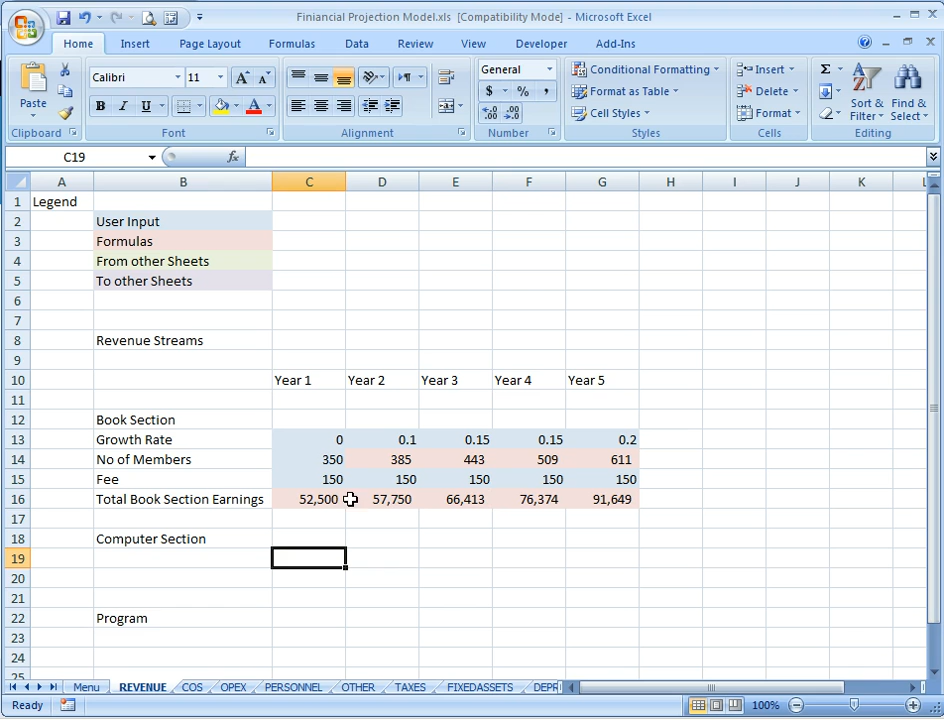 Finiancial Projection Model.xls [Compatibility Mode] - Microsoft Excel
Home Insert Page Layout Formulas Data Review View Developer Add-Ins
Calibri 11 General Conditional Formatting Insert Σ
Paste Format as Table Delete Sort & Filter Find & Select
B I U A $ % , Cell Styles Format
Clipboard Font Alignment Number Styles Cells Editing
C19 fx
A B C D E F G H I J K L
1 Legend
2 User Input
3 Formulas
4 From other Sheets
5 To other Sheets
6
7
8 Revenue Streams
9
10 Year 1 Year 2 Year 3 Year 4 Year 5
11
12 Book Section
13 Growth Rate 0 0.1 0.15 0.15 0.2
14 No of Members 350 385 443 509 611
15 Fee 150 150 150 150 150
16 Total Book Section Earnings 52,500 57,750 66,413 76,374 91,649
17
18 Computer Section
19
20
21
22 Program
23
24
25
Menu REVENUE COS OPEX PERSONNEL OTHER TAXES FIXEDASSETS DEPR
Ready 100%